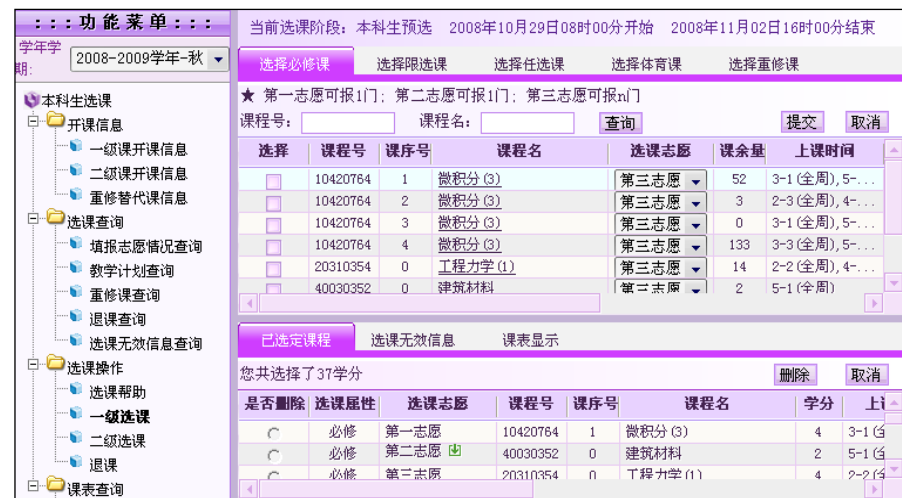 :::功能菜单:::
学年学期: 2008-2009学年-秋
本科生选课
开课信息
一级课开课信息
二级课开课信息
重修替代课信息
选课查询
填报志愿情况查询
教学计划查询
重修课查询
退课查询
选课无效信息查询
选课操作
选课帮助
一级选课
二级选课
退课
课表查询
当前选课阶段: 本科生预选 2008年10月29日08时00分开始 2008年11月02日16时00分结束
选择必修课 选择限选课 选择任选课 选择体育课 选择重修课
★ 第一志愿可报1门; 第二志愿可报1门; 第三志愿可报n门
课程号: 课程名: 查询 提交 取消
选择 课程号 课序号 课程名 选课志愿 课余量 上课时间
10420764 1 微积分(3) 第三志愿 52 3-1(全周),5-...
10420764 2 微积分(3) 第三志愿 3 2-3(全周),4-...
10420764 3 微积分(3) 第三志愿 0 3-1(全周),5-...
10420764 4 微积分(3) 第三志愿 133 3-3(全周),5-...
20310354 0 工程力学(1) 第三志愿 14 2-2(全周),4-...
40030352 0 建筑材料 第三志愿 2 5-1(全周)
已选定课程 选课无效信息 课表显示
您共选择了37学分 删除 取消
是否删除 选课属性 选课志愿 课程号 课序号 课程名 学分
必修 第一志愿 10420764 1 微积分(3) 4 3-1(
必修 第二志愿 40030352 0 建筑材料 2 5-1(
必修 第三志愿 20310354 0 工程力学(1) 4 2-2(